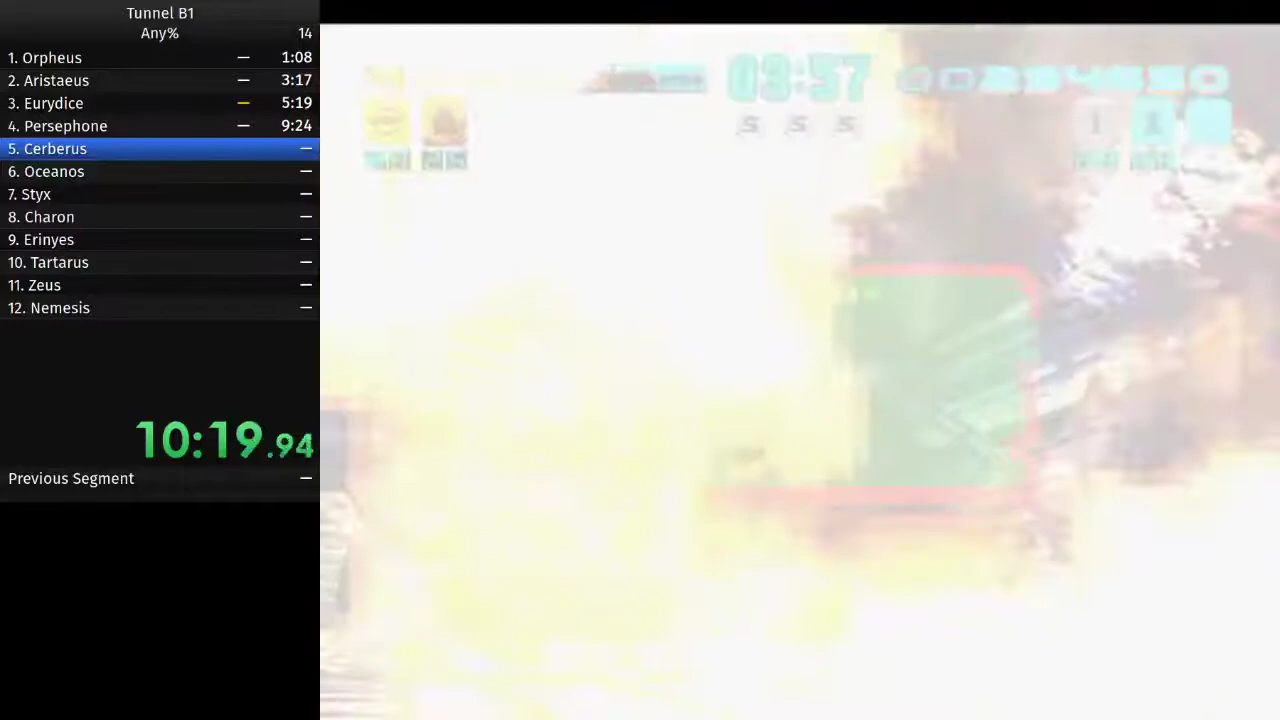 Tunnel B1
Any% 14
1. Orpheus — 1:08
2. Aristaeus — 3:17
3. Eurydice — 5:19
4. Persephone — 9:24
5. Cerberus —
6. Oceanos —
7. Styx —
8. Charon —
9. Erinyes —
10. Tartarus —
11. Zeus —
12. Nemesis —
10:19.94
Previous Segment —
03:57
S S S